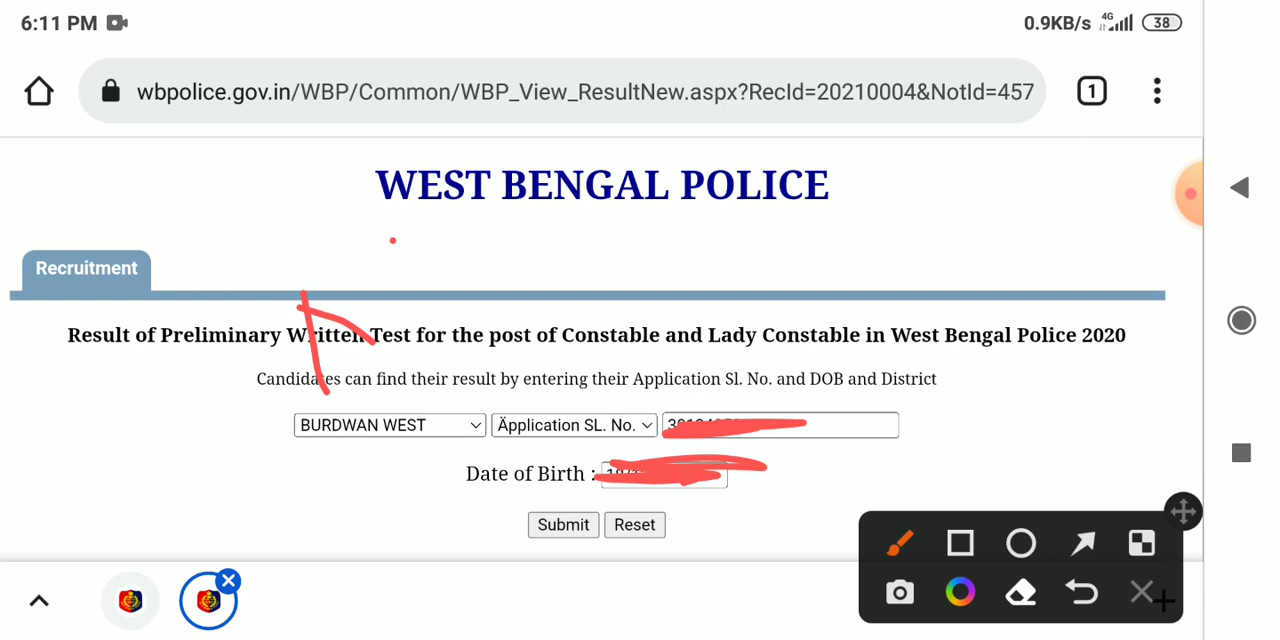 6:11 PM
0.9KB/s 4G 38
wbpolice.gov.in/WBP/Common/WBP_View_ResultNew.aspx?RecId=20210004&NotId=457
1
WEST BENGAL POLICE
Recruitment
Result of Preliminary Written Test for the post of Constable and Lady Constable in West Bengal Police 2020
Candidates can find their result by entering their Application Sl. No. and DOB and District
BURDWAN WEST Äpplication SL. No.
Date of Birth :
Submit Reset